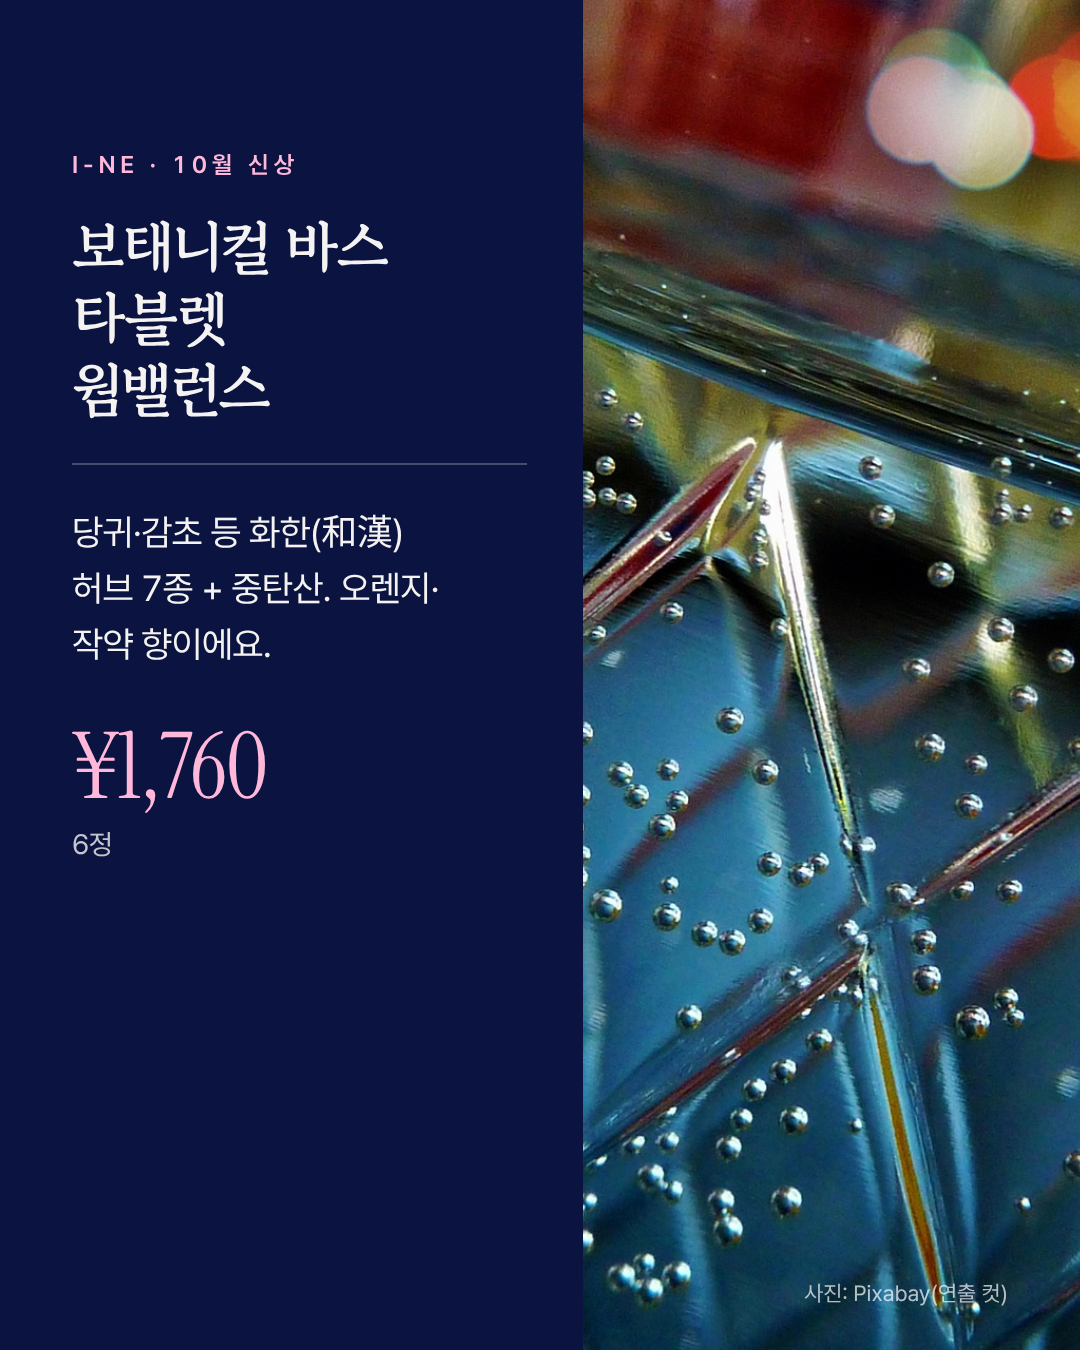 I-NE · 10월 신상
보태니컬 바스
타블렛
웜밸런스
당귀·감초 등 화한(和漢)
허브 7종 + 중탄산. 오렌지·
작약 향이에요.
¥1,760
6정
사진: Pixabay(연출 컷)